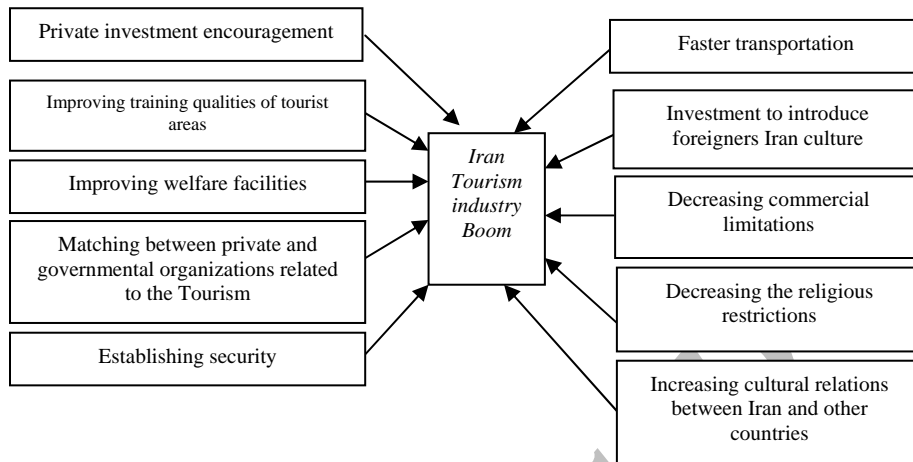 Private investment encouragement
Improving training qualities of tourist
areas
Improving welfare facilities
Matching between private and
governmental organizations related
to the Tourism
Establishing security
Iran
Tourism
industry
Boom
Faster transportation
Investment to introduce
foreigners Iran culture
Decreasing commercial
limitations
Decreasing the religious
restrictions
Increasing cultural relations
between Iran and other
countries